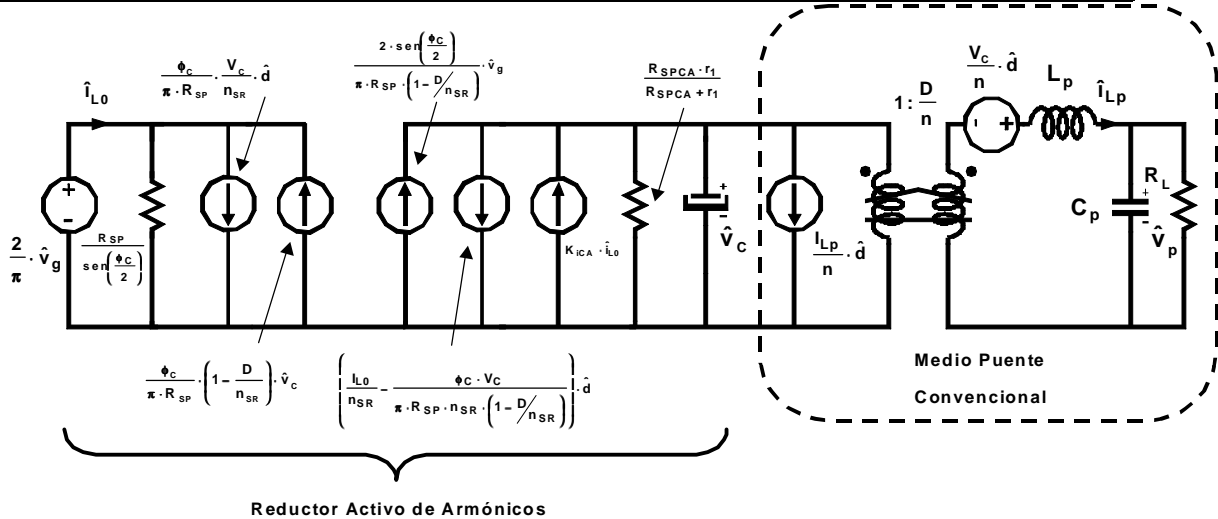 î_L0
ϕ_C / (π · R_SP) · V_C / n_SR · d̂
2 · sen(ϕ_C / 2) / (π · R_SP · (1 − D / n_SR)) · v̂_g
R_SPCA · r_1 / (R_SPCA + r_1)
1 : D / n
V_C / n · d̂
L_p
î_Lp
+
-
2 / π · v̂_g
R_SP / sen(ϕ_C / 2)
K_iCA · î_L0
+
-
v̂_C
I_Lp / n · d̂
-
+
C_p
+
-
R_L
v̂_p
ϕ_C / (π · R_SP) · (1 − D / n_SR) · v̂_C
(I_L0 / n_SR − ϕ_C · V_C / (π · R_SP · n_SR · (1 − D / n_SR))) · d̂
Medio Puente
Convencional
Reductor Activo de Armónicos